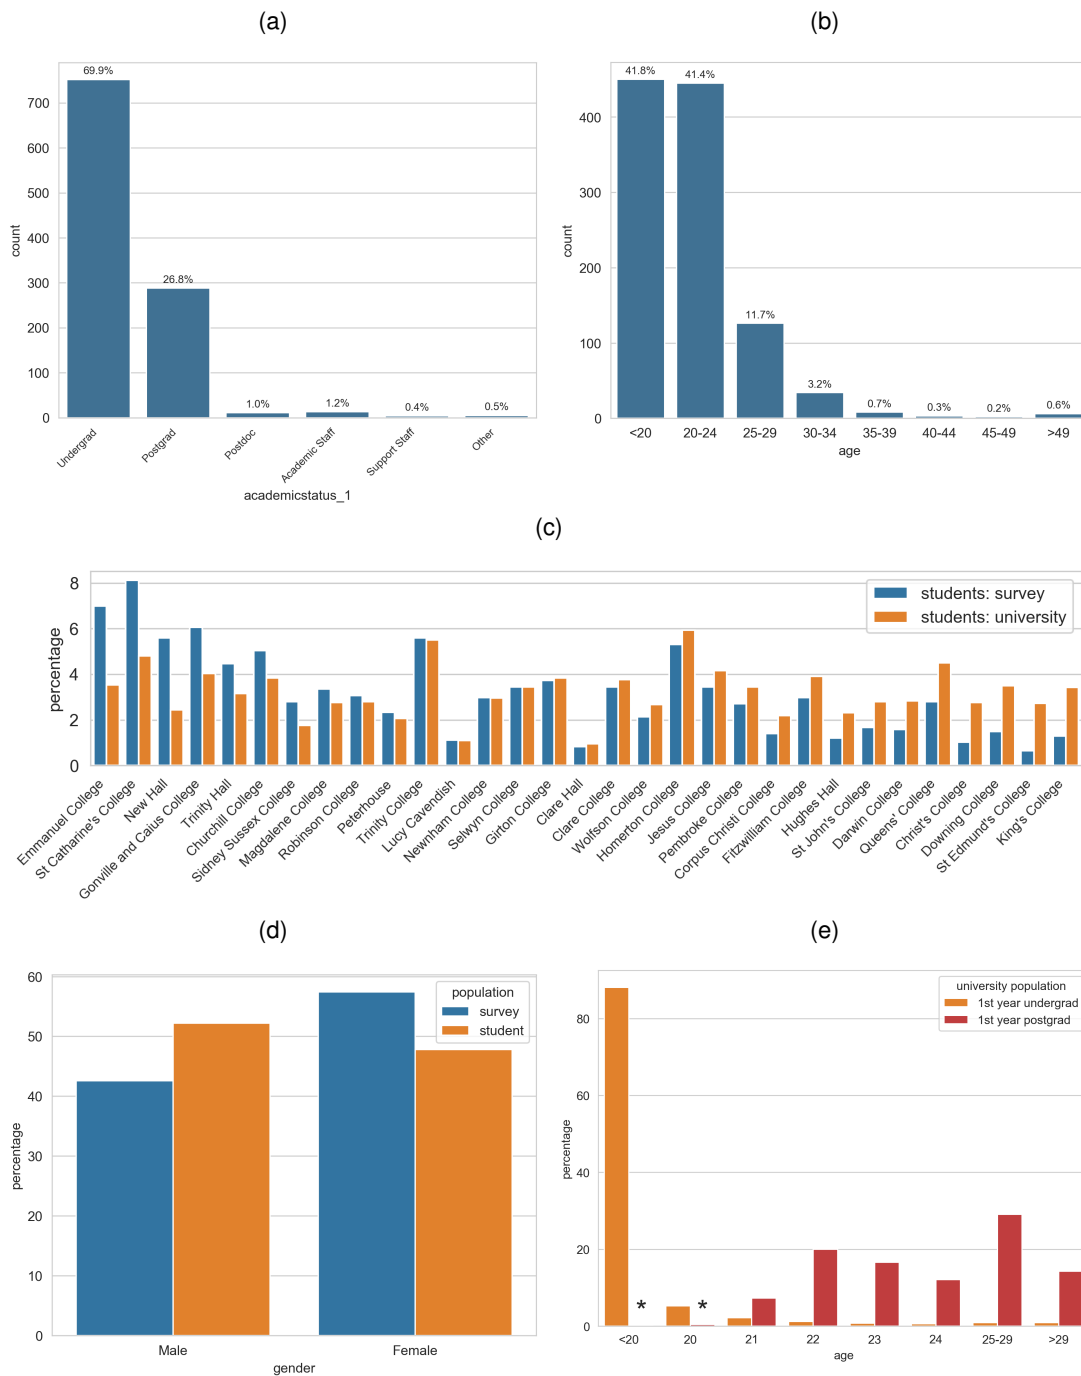 (a)
69.9%
26.8%
1.0%
1.2%
0.4%
0.5%
700
600
500
400
300
200
100
0
count
Undergrad
Postgrad
Postdoc
Academic Staff
Support Staff
Other
academicstatus_1
(b)
41.8%
41.4%
11.7%
3.2%
0.7%
0.3%
0.2%
0.6%
400
300
200
100
0
count
<20
20-24
25-29
30-34
35-39
40-44
45-49
>49
age
(c)
students: survey
students: university
8
6
4
2
0
percentage
Emmanuel College
St Catharine's College
New Hall
Gonville and Caius College
Trinity Hall
Churchill College
Sidney Sussex College
Magdalene College
Robinson College
Peterhouse
Trinity College
Lucy Cavendish
Newnham College
Selwyn College
Girton College
Clare Hall
Clare College
Wolfson College
Homerton College
Jesus College
Pembroke College
Corpus Christi College
Fitzwilliam College
Hughes Hall
St John's College
Darwin College
Queens' College
Christ's College
Downing College
St Edmund's College
King's College
(d)
population
survey
student
60
50
40
30
20
10
0
percentage
Male
Female
gender
(e)
university population
1st year undergrad
1st year postgrad
80
60
40
20
0
percentage
*
*
<20
20
21
22
23
24
25-29
>29
age